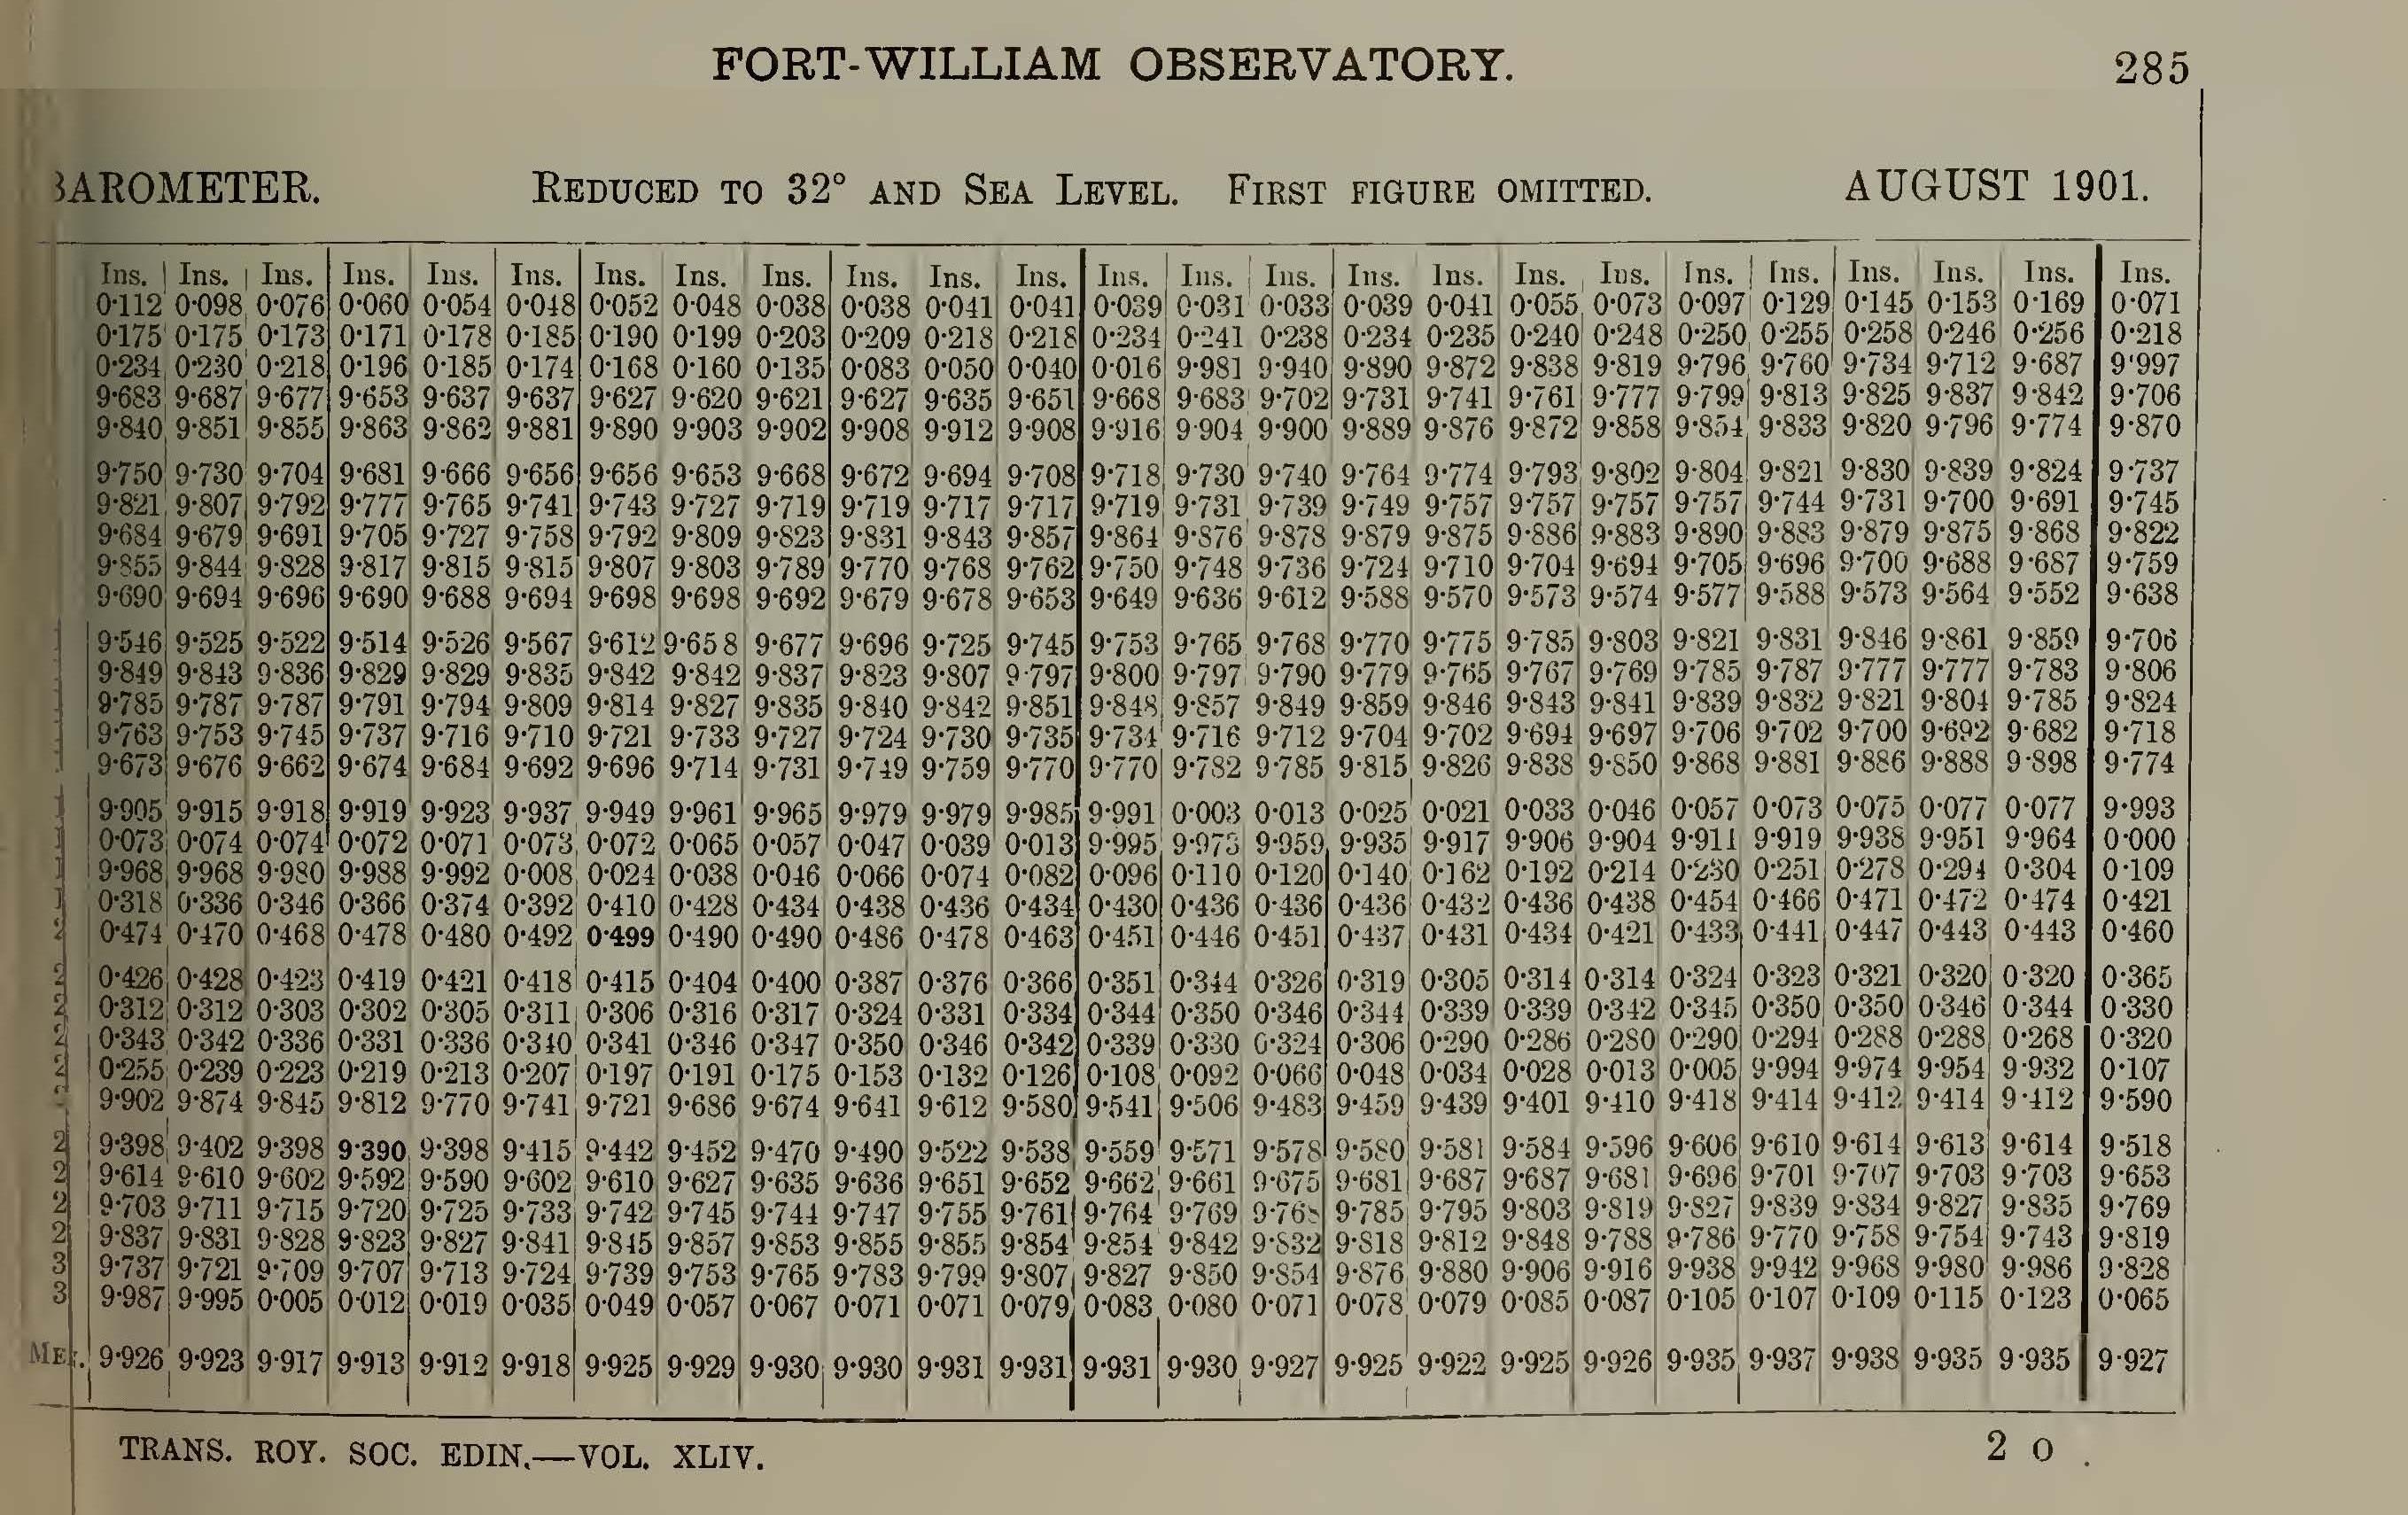 FORT-WILLIAM OBSERVATORY. 285
BAROMETER. REDUCED TO 32° AND SEA LEVEL. FIRST FIGURE OMITTED. AUGUST 1901.
Ins. Ins. Ins. Ins. Ins. Ins. Ins. Ins. Ins. Ins. Ins. Ins. Ins. Ins. Ins. Ins. Ins. Ins. Ins. Ins. Ins. Ins. Ins. Ins. Ins.
0·112 0·098 0·076 0·060 0·054 0·048 0·052 0·048 0·038 0·038 0·041 0·041 0·039 0·031 0·033 0·039 0·041 0·055 0·073 0·097 0·129 0·145 0·153 0·169 0·071
0·175 0·175 0·173 0·171 0·178 0·185 0·190 0·199 0·203 0·209 0·218 0·218 0·234 0·241 0·238 0·234 0·235 0·240 0·248 0·250 0·255 0·258 0·246 0·256 0·218
0·234 0·230 0·218 0·196 0·185 0·174 0·168 0·160 0·135 0·083 0·050 0·040 0·016 9·981 9·940 9·890 9·872 9·838 9·819 9·796 9·760 9·734 9·712 9·687 9·997
9·683 9·687 9·677 9·653 9·637 9·637 9·627 9·620 9·621 9·627 9·635 9·651 9·668 9·683 9·702 9·731 9·741 9·761 9·777 9·799 9·813 9·825 9·837 9·842 9·706
9·840 9·851 9·855 9·863 9·862 9·881 9·890 9·903 9·902 9·908 9·912 9·908 9·916 9·904 9·900 9·889 9·876 9·872 9·858 9·854 9·833 9·820 9·796 9·774 9·870
9·750 9·730 9·704 9·681 9·666 9·656 9·656 9·653 9·668 9·672 9·694 9·708 9·718 9·730 9·740 9·764 9·774 9·793 9·802 9·804 9·821 9·830 9·839 9·824 9·737
9·821 9·807 9·792 9·777 9·765 9·741 9·743 9·727 9·719 9·719 9·717 9·717 9·719 9·731 9·739 9·749 9·757 9·757 9·757 9·757 9·744 9·731 9·700 9·691 9·745
9·684 9·679 9·691 9·705 9·727 9·758 9·792 9·809 9·823 9·831 9·843 9·857 9·864 9·876 9·878 9·879 9·875 9·886 9·883 9·890 9·883 9·879 9·875 9·868 9·822
9·855 9·844 9·828 9·817 9·815 9·815 9·807 9·803 9·789 9·770 9·768 9·762 9·750 9·748 9·736 9·724 9·710 9·704 9·694 9·705 9·696 9·700 9·688 9·687 9·759
9·690 9·694 9·696 9·690 9·688 9·694 9·698 9·698 9·692 9·679 9·678 9·653 9·649 9·636 9·612 9·588 9·570 9·573 9·574 9·577 9·588 9·573 9·564 9·552 9·638
9·546 9·525 9·522 9·514 9·526 9·567 9·612 9·658 9·677 9·696 9·725 9·745 9·753 9·765 9·768 9·770 9·775 9·785 9·803 9·821 9·831 9·846 9·861 9·859 9·706
9·849 9·843 9·836 9·829 9·829 9·835 9·842 9·842 9·837 9·823 9·807 9·797 9·800 9·797 9·790 9·779 9·765 9·767 9·769 9·785 9·787 9·777 9·777 9·783 9·806
9·785 9·787 9·787 9·791 9·794 9·809 9·814 9·827 9·835 9·840 9·842 9·851 9·848 9·857 9·849 9·859 9·846 9·843 9·841 9·839 9·832 9·821 9·804 9·785 9·824
9·763 9·753 9·745 9·737 9·716 9·710 9·721 9·733 9·727 9·724 9·730 9·735 9·734 9·716 9·712 9·704 9·702 9·694 9·697 9·706 9·702 9·700 9·692 9·682 9·718
9·673 9·676 9·662 9·674 9·684 9·692 9·696 9·714 9·731 9·749 9·759 9·770 9·770 9·782 9·785 9·815 9·826 9·838 9·850 9·868 9·881 9·886 9·888 9·898 9·774
9·905 9·915 9·918 9·919 9·923 9·937 9·949 9·961 9·965 9·979 9·979 9·985 9·991 0·003 0·013 0·025 0·021 0·033 0·046 0·057 0·073 0·075 0·077 0·077 9·993
0·073 0·074 0·074 0·072 0·071 0·073 0·072 0·065 0·057 0·047 0·039 0·013 9·995 9·973 9·959 9·935 9·917 9·906 9·904 9·911 9·919 9·938 9·951 9·964 0·000
9·968 9·968 9·980 9·988 9·992 0·008 0·024 0·038 0·046 0·066 0·074 0·082 0·096 0·110 0·120 0·140 0·162 0·192 0·214 0·230 0·251 0·278 0·294 0·304 0·109
0·318 0·336 0·346 0·366 0·374 0·392 0·410 0·428 0·434 0·438 0·436 0·434 0·430 0·436 0·436 0·436 0·432 0·436 0·438 0·454 0·466 0·471 0·472 0·474 0·421
2 0·474 0·470 0·468 0·478 0·480 0·492 0·499 0·490 0·490 0·486 0·478 0·463 0·451 0·446 0·451 0·437 0·431 0·434 0·421 0·433 0·441 0·447 0·443 0·443 0·460
2 0·426 0·428 0·423 0·419 0·421 0·418 0·415 0·404 0·400 0·387 0·376 0·366 0·351 0·344 0·326 0·319 0·305 0·314 0·314 0·324 0·323 0·321 0·320 0·320 0·365
2 0·312 0·312 0·303 0·302 0·305 0·311 0·306 0·316 0·317 0·324 0·331 0·334 0·344 0·350 0·346 0·344 0·339 0·339 0·342 0·345 0·350 0·350 0·346 0·344 0·330
2 0·343 0·342 0·336 0·331 0·336 0·340 0·341 0·346 0·347 0·350 0·346 0·342 0·339 0·330 0·324 0·306 0·290 0·286 0·280 0·290 0·294 0·288 0·288 0·268 0·320
2 0·255 0·239 0·223 0·219 0·213 0·207 0·197 0·191 0·175 0·153 0·132 0·126 0·108 0·092 0·066 0·048 0·034 0·028 0·013 0·005 9·994 9·974 9·954 9·932 0·107
9·902 9·874 9·845 9·812 9·770 9·741 9·721 9·686 9·674 9·641 9·612 9·580 9·541 9·506 9·483 9·459 9·439 9·401 9·410 9·418 9·414 9·412 9·414 9·412 9·590
2 9·398 9·402 9·398 9·390 9·398 9·415 9·442 9·452 9·470 9·490 9·522 9·538 9·559 9·571 9·578 9·580 9·581 9·584 9·596 9·606 9·610 9·614 9·613 9·614 9·518
2 9·614 9·610 9·602 9·592 9·590 9·602 9·610 9·627 9·635 9·636 9·651 9·652 9·662 9·661 9·675 9·681 9·687 9·687 9·681 9·696 9·701 9·707 9·703 9·703 9·653
2 9·703 9·711 9·715 9·720 9·725 9·733 9·742 9·745 9·744 9·747 9·755 9·761 9·764 9·769 9·785 9·795 9·803 9·819 9·827 9·839 9·834 9·827 9·835 9·769
2 9·837 9·831 9·828 9·823 9·827 9·841 9·845 9·857 9·853 9·855 9·855 9·854 9·854 9·842 9·832 9·818 9·812 9·848 9·788 9·786 9·770 9·758 9·754 9·743 9·819
3 9·737 9·721 9·709 9·707 9·713 9·724 9·739 9·753 9·765 9·783 9·799 9·807 9·827 9·850 9·854 9·876 9·880 9·906 9·916 9·938 9·942 9·968 9·980 9·986 9·828
3 9·987 9·995 0·005 0·012 0·019 0·035 0·049 0·057 0·067 0·071 0·071 0·079 0·083 0·080 0·071 0·078 0·079 0·085 0·087 0·105 0·107 0·109 0·115 0·123 0·065
9·926 9·923 9·917 9·913 9·912 9·918 9·925 9·929 9·930 9·930 9·931 9·931 9·931 9·930 9·927 9·925 9·922 9·925 9·926 9·935 9·937 9·938 9·935 9·935 9·927
TRANS. ROY. SOC. EDIN.—VOL. XLIV. 2 O